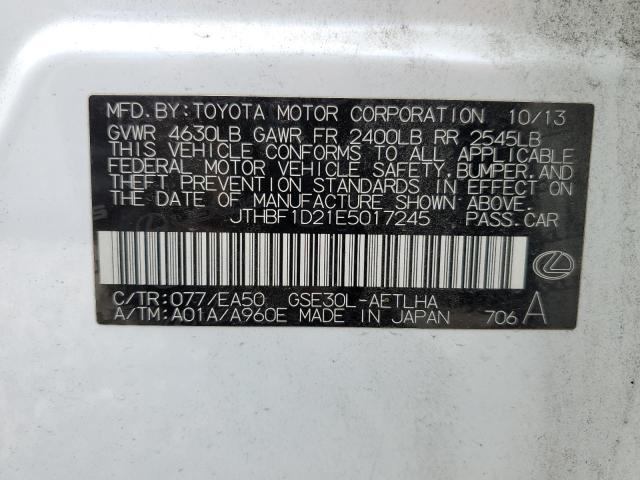 MFD.BY:TOYOTA MOTOR CORPORATION 10/13
GVWR 4630LB GAWR FR 2400LB RR 2545LB
THIS VEHICLE CONFORMS TO ALL APPLICABLE
FEDERAL MOTOR VEHICLE SAFETY,BUMPER,AND
THEFT PREVENTION STANDARDS IN EFFECT ON
THE DATE OF MANUFACTURE SHOWN ABOVE.
JTHBF1D21E5017245 PASS.CAR
C/TR:077/EA50 GSE30L-AETLHA
A/TM:A01A/A960E MADE IN JAPAN 706 A